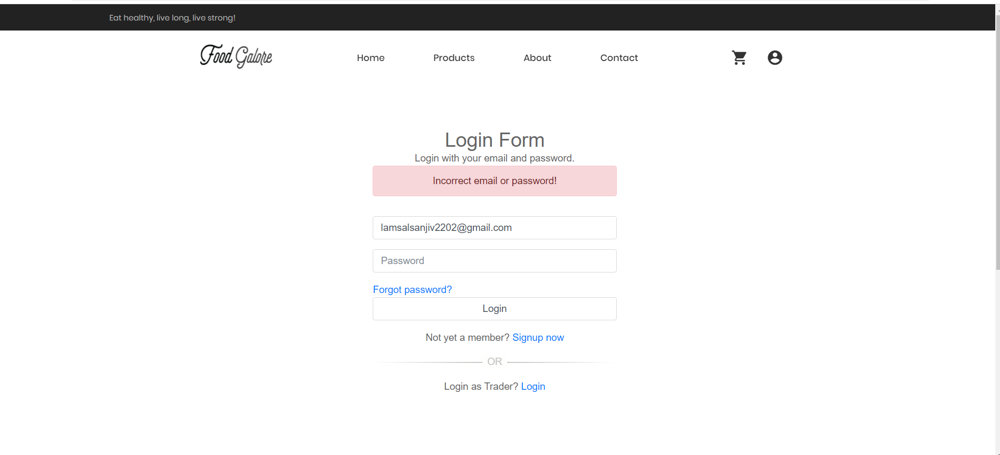 Eat healthy, live long, live strong!
Food Galore
Home Products About Contact
Login Form
Login with your email and password.
Incorrect email or password!
lamsalsanjiv2202@gmail.com
Password
Forgot password?
Login
Not yet a member? Signup now
OR
Login as Trader? Login